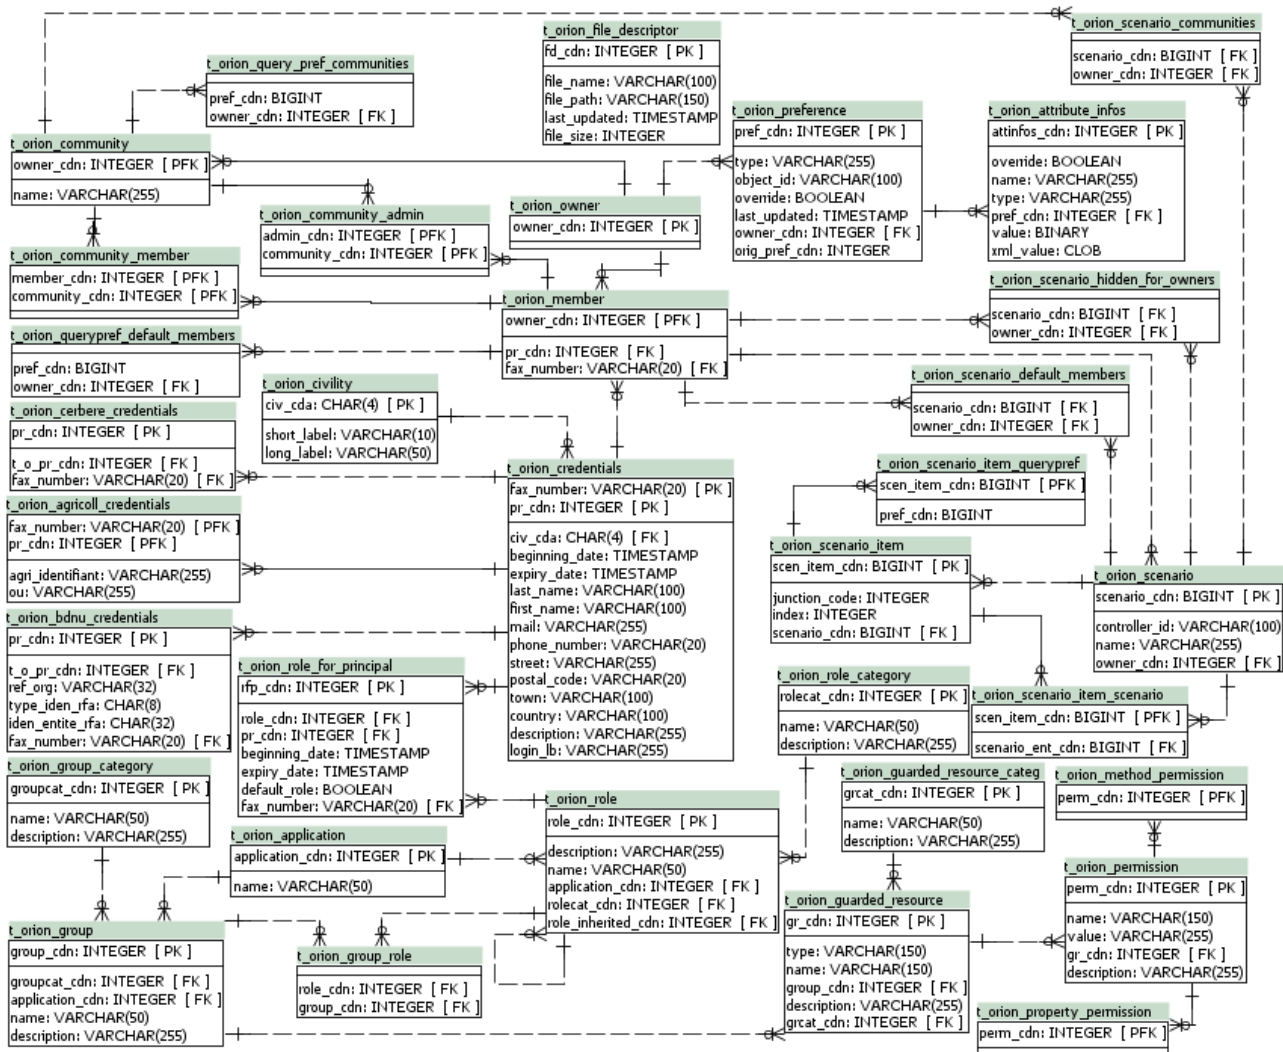 t_orion_scenario_communities
scenario_cdn: BIGINT [ FK ]
owner_cdn: INTEGER [ FK ]
t_orion_file_descriptor
fd_cdn: INTEGER [ PK ]
file_name: VARCHAR(100)
file_path: VARCHAR(150)
last_updated: TIMESTAMP
file_size: INTEGER
t_orion_query_pref_communities
pref_cdn: BIGINT
owner_cdn: INTEGER [ FK ]
t_orion_preference
pref_cdn: INTEGER [ PK ]
type: VARCHAR(255)
object_id: VARCHAR(100)
override: BOOLEAN
last_updated: TIMESTAMP
owner_cdn: INTEGER [ FK ]
orig_pref_cdn: INTEGER
t_orion_attribute_infos
attinfos_cdn: INTEGER [ PK ]
override: BOOLEAN
name: VARCHAR(255)
type: VARCHAR(255)
pref_cdn: INTEGER [ FK ]
value: BINARY
xml_value: CLOB
t_orion_community
owner_cdn: INTEGER [ PFK ]
name: VARCHAR(255)
t_orion_community_admin
admin_cdn: INTEGER [ PFK ]
community_cdn: INTEGER [ PFK ]
t_orion_owner
owner_cdn: INTEGER [ PK ]
t_orion_community_member
member_cdn: INTEGER [ PFK ]
community_cdn: INTEGER [ PFK ]
t_orion_member
owner_cdn: INTEGER [ PFK ]
pr_cdn: INTEGER [ FK ]
fax_number: VARCHAR(20) [ FK ]
t_orion_scenario_hidden_for_owners
scenario_cdn: BIGINT [ FK ]
owner_cdn: INTEGER [ FK ]
t_orion_querypref_default_members
pref_cdn: BIGINT
owner_cdn: INTEGER [ FK ]
t_orion_civility
civ_cda: CHAR(4) [ PK ]
short_label: VARCHAR(10)
long_label: VARCHAR(50)
t_orion_scenario_default_members
scenario_cdn: BIGINT [ FK ]
owner_cdn: INTEGER [ FK ]
t_orion_cerbere_credentials
pr_cdn: INTEGER [ PK ]
t_o_pr_cdn: INTEGER [ FK ]
fax_number: VARCHAR(20) [ FK ]
t_orion_credentials
fax_number: VARCHAR(20) [ PK ]
pr_cdn: INTEGER [ PK ]
civ_cda: CHAR(4) [ FK ]
beginning_date: TIMESTAMP
expiry_date: TIMESTAMP
last_name: VARCHAR(100)
first_name: VARCHAR(100)
mail: VARCHAR(255)
phone_number: VARCHAR(20)
street: VARCHAR(255)
postal_code: VARCHAR(20)
town: VARCHAR(100)
country: VARCHAR(100)
description: VARCHAR(255)
login_lb: VARCHAR(255)
t_orion_scenario_item_querypref
scen_item_cdn: BIGINT [ PFK ]
pref_cdn: BIGINT
t_orion_agricoll_credentials
fax_number: VARCHAR(20) [ PFK ]
pr_cdn: INTEGER [ PFK ]
agri_identifiant: VARCHAR(255)
ou: VARCHAR(255)
t_orion_scenario_item
scen_item_cdn: BIGINT [ PK ]
junction_code: INTEGER
index: INTEGER
scenario_cdn: BIGINT [ FK ]
t_orion_scenario
scenario_cdn: BIGINT [ PK ]
controller_id: VARCHAR(100)
name: VARCHAR(255)
owner_cdn: INTEGER [ FK ]
t_orion_bdnu_credentials
pr_cdn: INTEGER [ PK ]
t_o_pr_cdn: INTEGER [ FK ]
ref_org: VARCHAR(32)
type_iden_rfa: CHAR(8)
iden_entite_rfa: CHAR(32)
fax_number: VARCHAR(20) [ FK ]
t_orion_role_for_principal
rfp_cdn: INTEGER [ PK ]
role_cdn: INTEGER [ FK ]
pr_cdn: INTEGER [ FK ]
beginning_date: TIMESTAMP
expiry_date: TIMESTAMP
default_role: BOOLEAN
fax_number: VARCHAR(20) [ FK ]
t_orion_role_category
rolecat_cdn: INTEGER [ PK ]
name: VARCHAR(50)
description: VARCHAR(255)
t_orion_scenario_item_scenario
scen_item_cdn: BIGINT [ PFK ]
scenario_ent_cdn: BIGINT [ FK ]
t_orion_group_category
groupcat_cdn: INTEGER [ PK ]
name: VARCHAR(50)
description: VARCHAR(255)
t_orion_guarded_resource_categ
grcat_cdn: INTEGER [ PK ]
name: VARCHAR(50)
description: VARCHAR(255)
t_orion_method_permission
perm_cdn: INTEGER [ PFK ]
t_orion_application
application_cdn: INTEGER [ PK ]
name: VARCHAR(50)
t_orion_role
role_cdn: INTEGER [ PK ]
description: VARCHAR(255)
name: VARCHAR(50)
application_cdn: INTEGER [ FK ]
rolecat_cdn: INTEGER [ FK ]
role_inherited_cdn: INTEGER [ FK ]
t_orion_permission
perm_cdn: INTEGER [ PK ]
name: VARCHAR(150)
value: VARCHAR(255)
gr_cdn: INTEGER [ FK ]
description: VARCHAR(255)
t_orion_guarded_resource
gr_cdn: INTEGER [ PK ]
type: VARCHAR(150)
name: VARCHAR(150)
group_cdn: INTEGER [ FK ]
description: VARCHAR(255)
grcat_cdn: INTEGER [ FK ]
t_orion_group
group_cdn: INTEGER [ PK ]
groupcat_cdn: INTEGER [ FK ]
application_cdn: INTEGER [ FK ]
name: VARCHAR(50)
description: VARCHAR(255)
t_orion_group_role
role_cdn: INTEGER [ FK ]
group_cdn: INTEGER [ FK ]
t_orion_property_permission
perm_cdn: INTEGER [ PFK ]